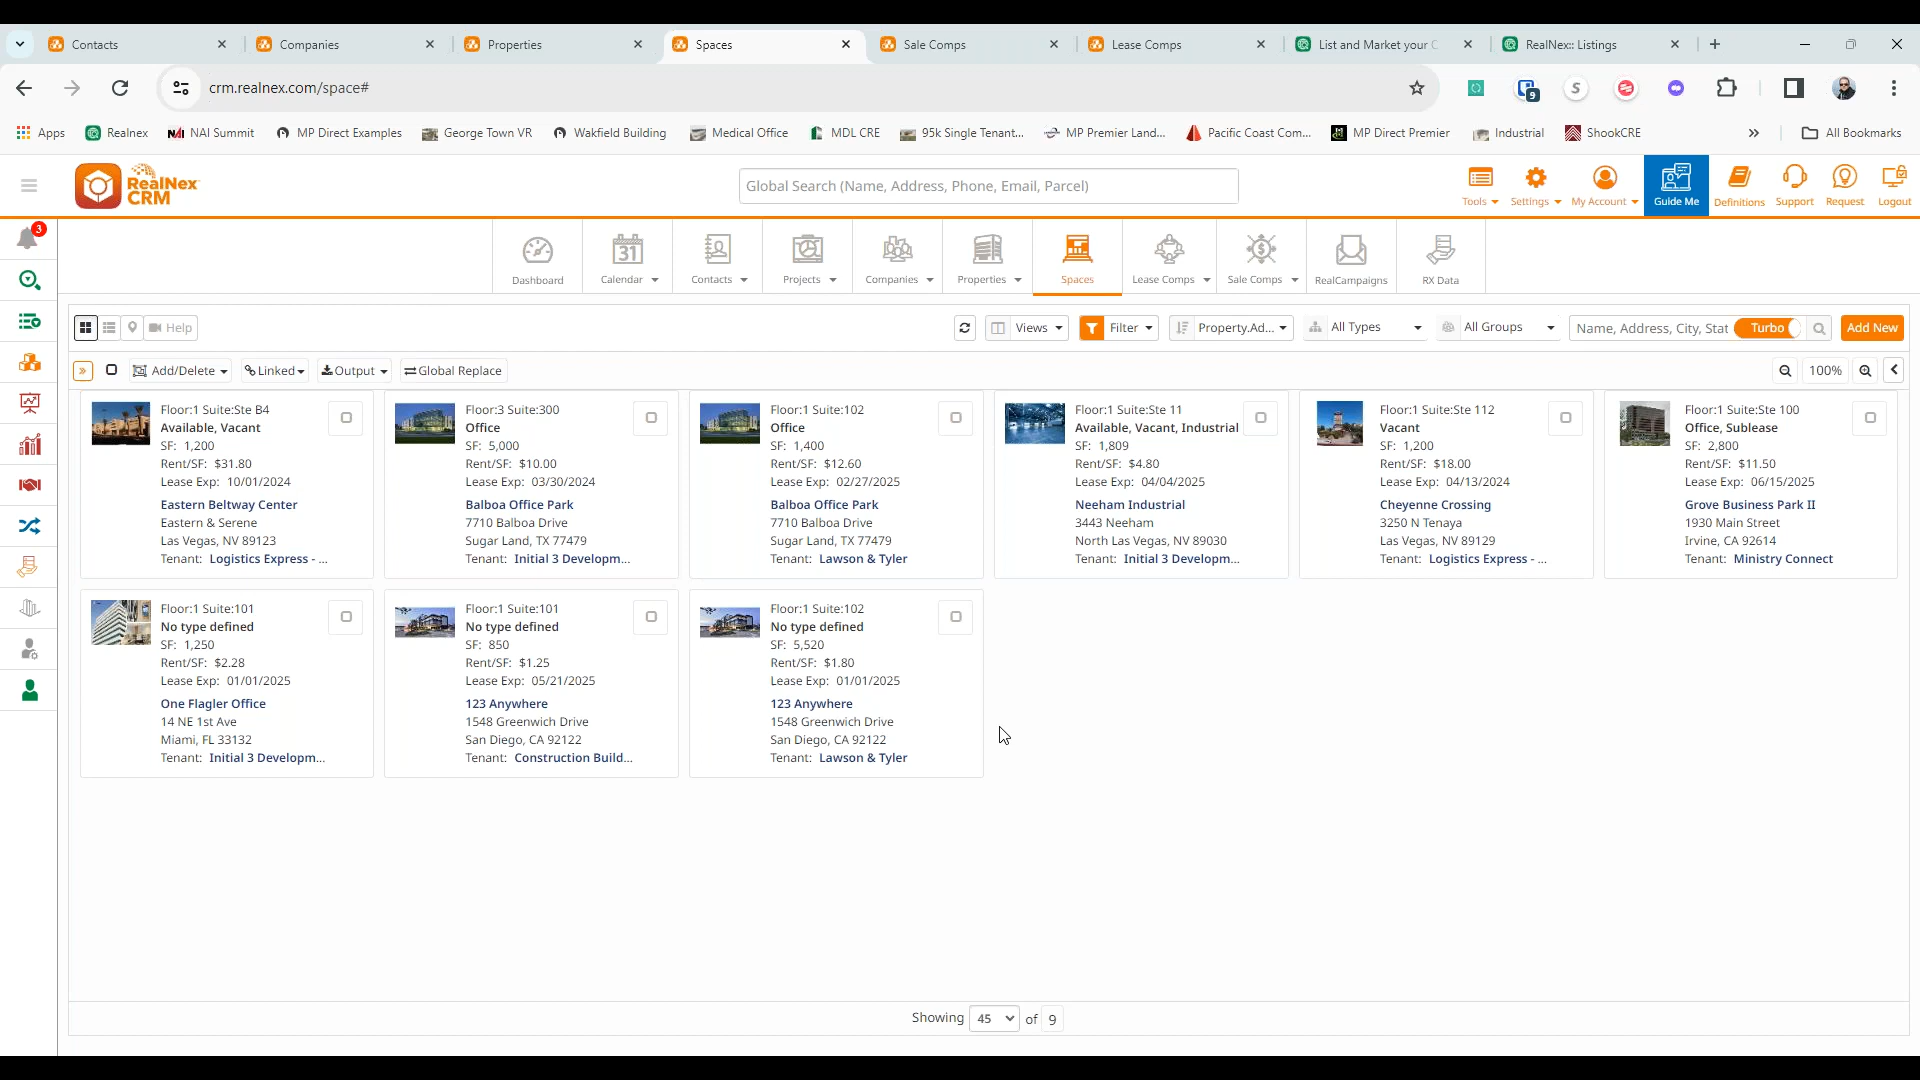 Contacts
Companies
Properties
Spaces
Sale Comps
Lease Comps
List and Market your C
RealNex:: Listings
crm.realnex.com/space#
9
Apps
Realnex
NAI Summit
MP Direct Examples
George Town VR
Wakfield Building
Medical Office
MDL CRE
95k Single Tenant...
MP Premier Land...
Pacific Coast Com...
MP Direct Premier
Industrial
ShookCRE
»
All Bookmarks
RealNex
CRM
Global Search (Name, Address, Phone, Email, Parcel)
Tools
Settings
My Account
Guide Me
Definitions
Support
Request
Logout
3
Dashboard
31
Calendar
Contacts
Projects
Companies
Properties
Spaces
Lease Comps
Sale Comps
RealCampaigns
RX Data
Help
Views
Filter
Property.Ad...
All Types
All Groups
Name, Address, City, Stat
Turbo
Add New
Add/Delete
Linked
Output
Global Replace
100%
Floor:1 Suite:Ste B4
Available, Vacant
SF: 1,200
Rent/SF: $31.80
Lease Exp: 10/01/2024
Eastern Beltway Center
Eastern & Serene
Las Vegas, NV 89123
Tenant: Logistics Express - ...
Floor:3 Suite:300
Office
SF: 5,000
Rent/SF: $10.00
Lease Exp: 03/30/2024
Balboa Office Park
7710 Balboa Drive
Sugar Land, TX 77479
Tenant: Initial 3 Developm...
Floor:1 Suite:102
Office
SF: 1,400
Rent/SF: $12.60
Lease Exp: 02/27/2025
Balboa Office Park
7710 Balboa Drive
Sugar Land, TX 77479
Tenant: Lawson & Tyler
Floor:1 Suite:Ste 11
Available, Vacant, Industrial
SF: 1,809
Rent/SF: $4.80
Lease Exp: 04/04/2025
Neeham Industrial
3443 Neeham
North Las Vegas, NV 89030
Tenant: Initial 3 Developm...
Floor:1 Suite:Ste 112
Vacant
SF: 1,200
Rent/SF: $18.00
Lease Exp: 04/13/2024
Cheyenne Crossing
3250 N Tenaya
Las Vegas, NV 89129
Tenant: Logistics Express - ...
Floor:1 Suite:Ste 100
Office, Sublease
SF: 2,800
Rent/SF: $11.50
Lease Exp: 06/15/2025
Grove Business Park II
1930 Main Street
Irvine, CA 92614
Tenant: Ministry Connect
Floor:1 Suite:101
No type defined
SF: 1,250
Rent/SF: $2.28
Lease Exp: 01/01/2025
One Flagler Office
14 NE 1st Ave
Miami, FL 33132
Tenant: Initial 3 Developm...
Floor:1 Suite:101
No type defined
SF: 850
Rent/SF: $1.25
Lease Exp: 05/21/2025
123 Anywhere
1548 Greenwich Drive
San Diego, CA 92122
Tenant: Construction Build...
Floor:1 Suite:102
No type defined
SF: 5,520
Rent/SF: $1.80
Lease Exp: 01/01/2025
123 Anywhere
1548 Greenwich Drive
San Diego, CA 92122
Tenant: Lawson & Tyler
Showing 45 of 9